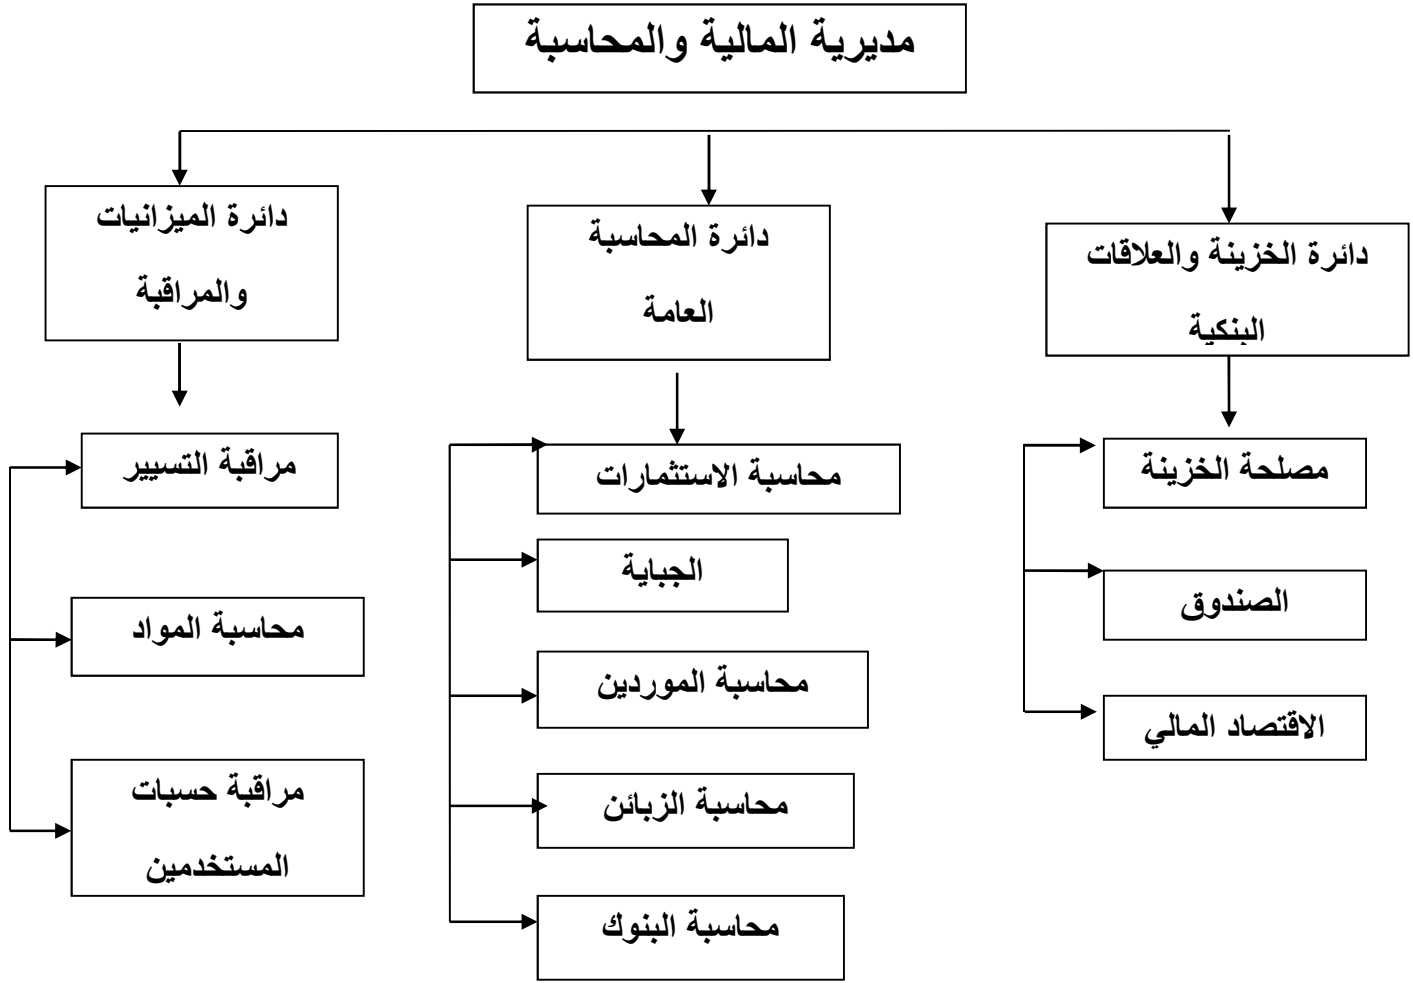 مديرية المالية والمحاسبة
دائرة الخزينة والعلاقات
البنكية
مصلحة الخزينة
الصندوق
الاقتصاد المالي
دائرة المحاسبة
العامة
محاسبة الاستثمارات
الجباية
محاسبة الموردين
محاسبة الزبائن
محاسبة البنوك
دائرة الميزانيات
والمراقبة
مراقبة التسيير
محاسبة المواد
مراقبة حسبات
المستخدمين